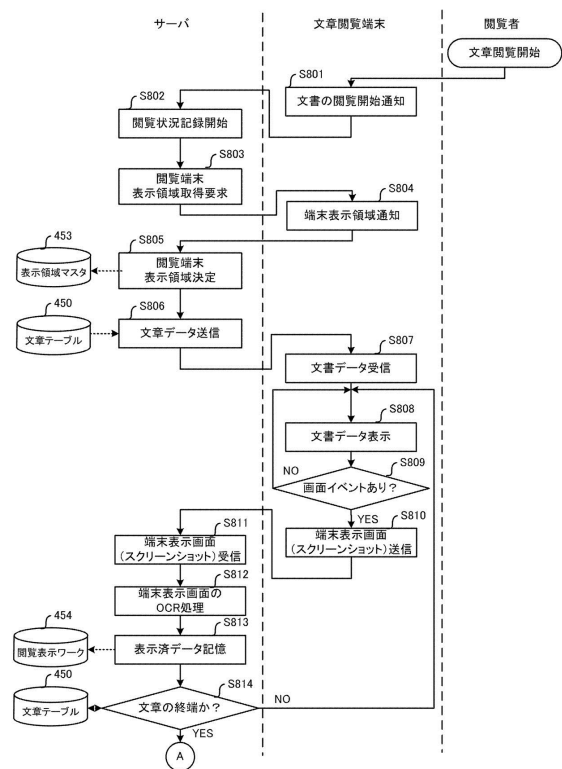 サーバ
文章閲覧端末
閲覧者
文章閲覧開始
S801
文書の閲覧開始通知
S802
閲覧状況記録開始
S803
閲覧端末
表示領域取得要求
S804
端末表示領域通知
S805
閲覧端末
表示領域決定
453
表示領域マスタ
S806
文章データ送信
450
文章テーブル
S807
文書データ受信
S808
文書データ表示
S809
画面イベントあり？
NO
YES
S810
端末表示画面
(スクリーンショット)送信
S811
端末表示画面
(スクリーンショット)受信
S812
端末表示画面の
OCR処理
S813
表示済データ記憶
454
閲覧表示ワーク
S814
文章の終端か？
450
文章テーブル
NO
YES
A